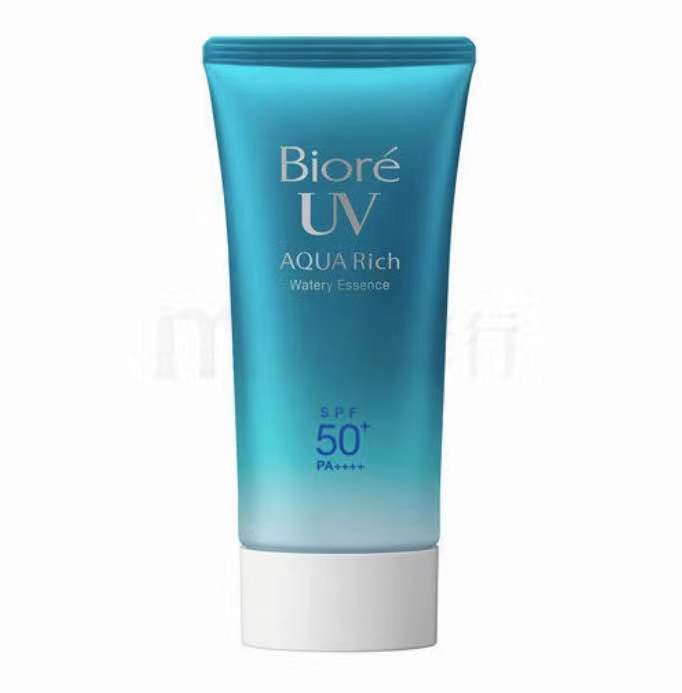 Bioré
UV
AQUA Rich
Watery Essence
SPF
50+
PA++++